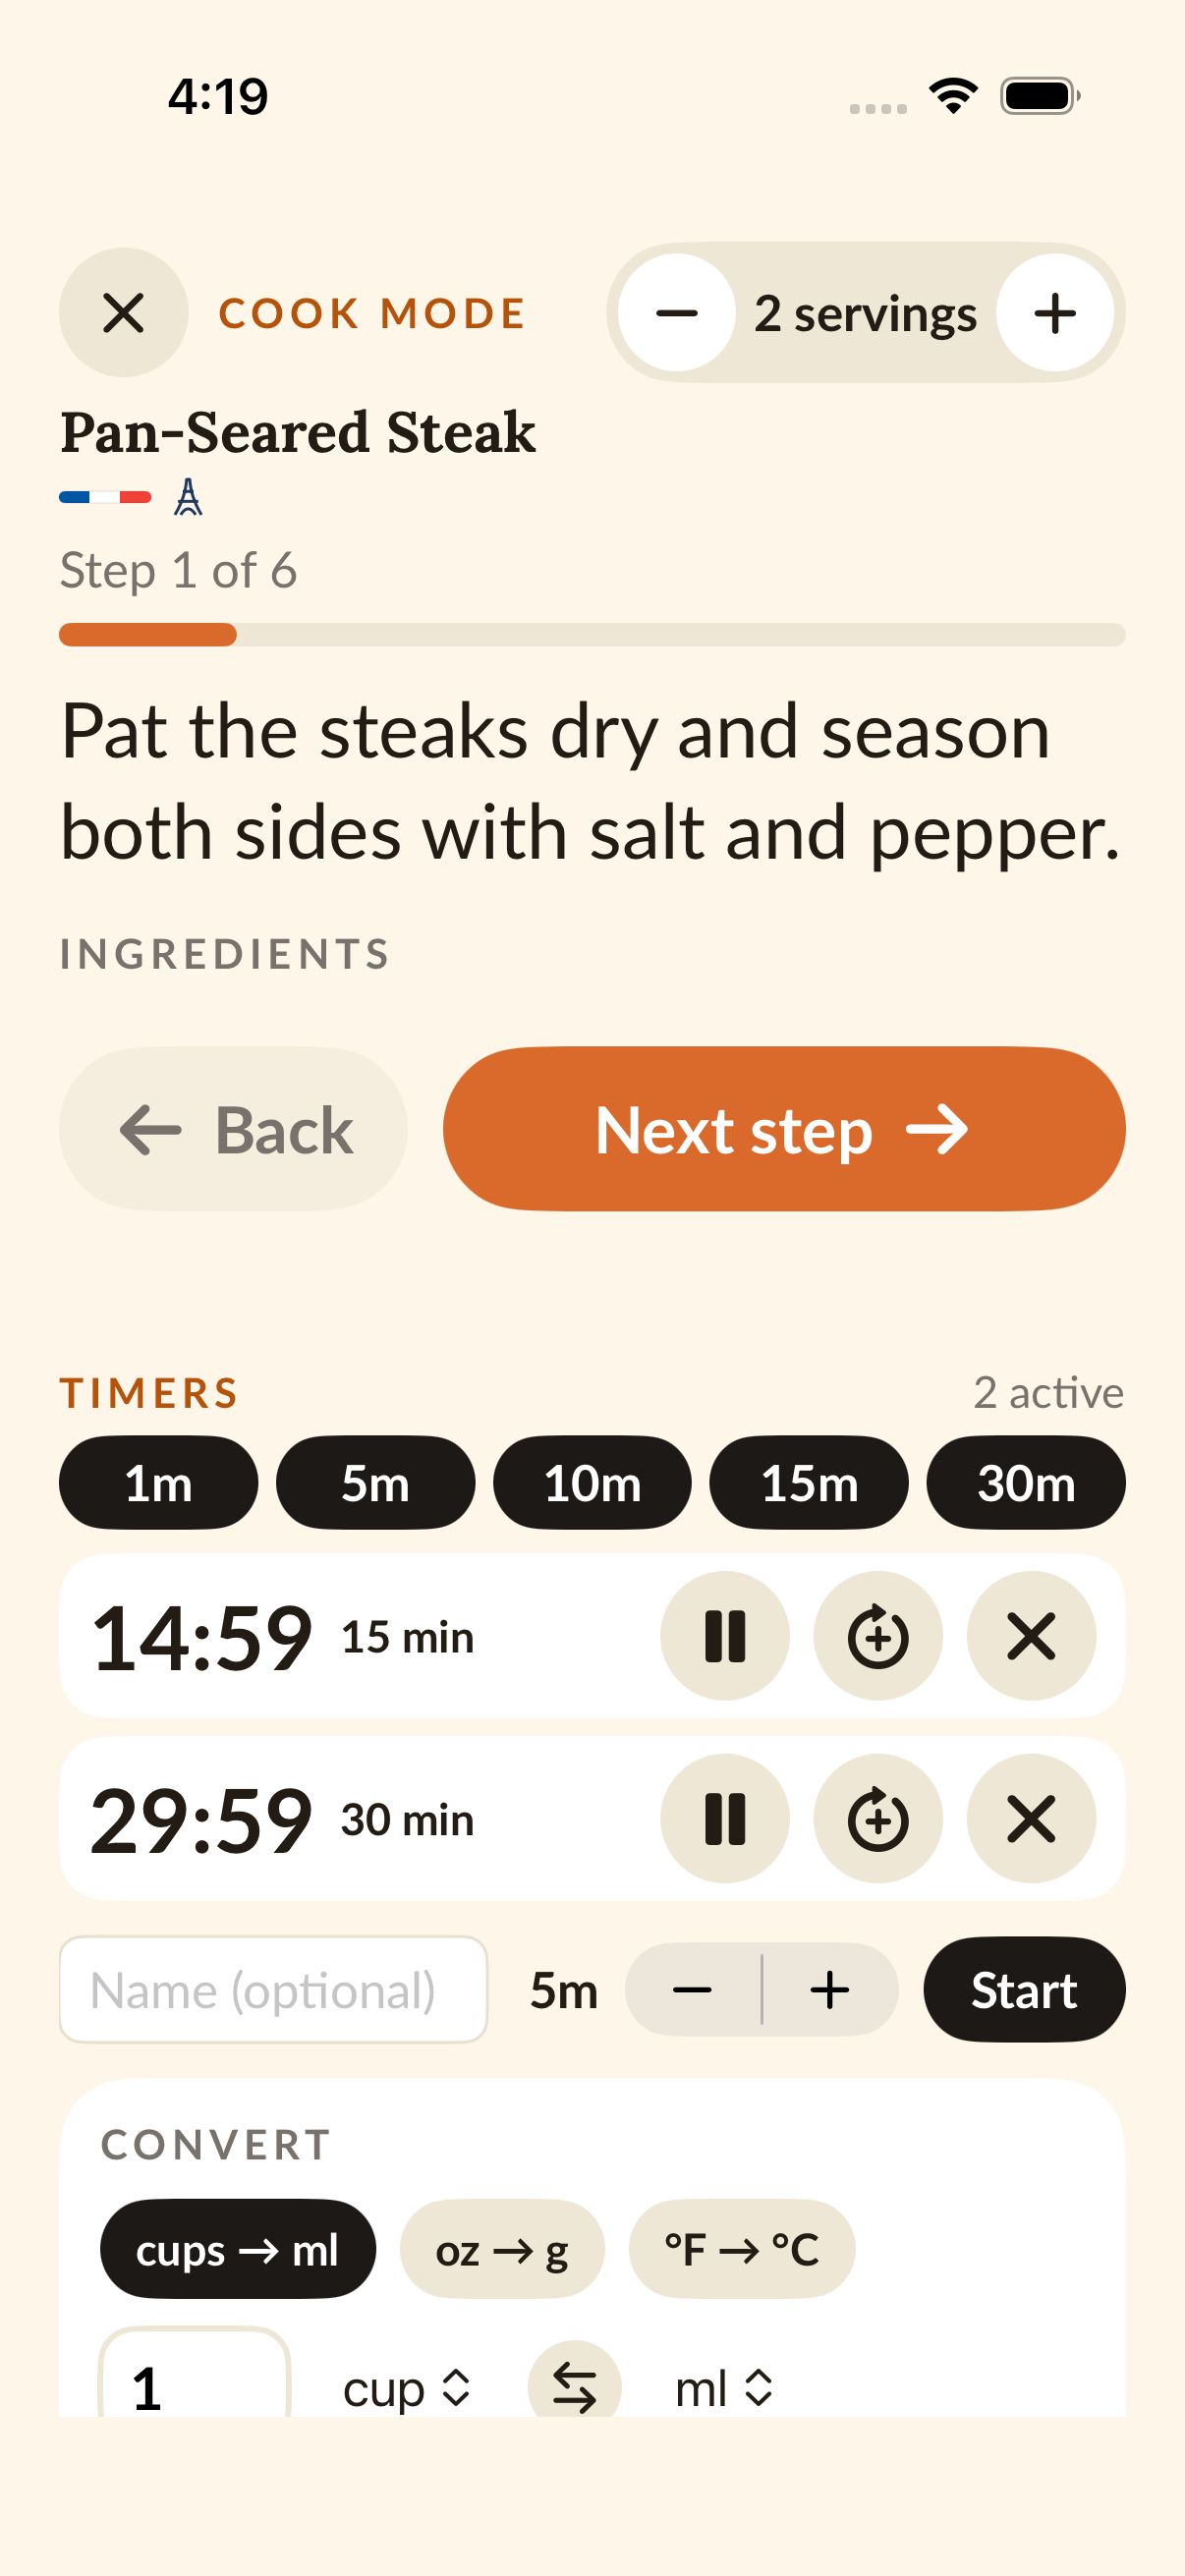 4:19
COOK MODE
2 servings
Pan-Seared Steak
Step 1 of 6
Pat the steaks dry and season
both sides with salt and pepper.
INGREDIENTS
← Back
Next step →
TIMERS
2 active
1m
5m
10m
15m
30m
14:59 15 min
29:59 30 min
Name (optional)
5m
Start
CONVERT
cups → ml
oz → g
°F → °C
1
cup
ml